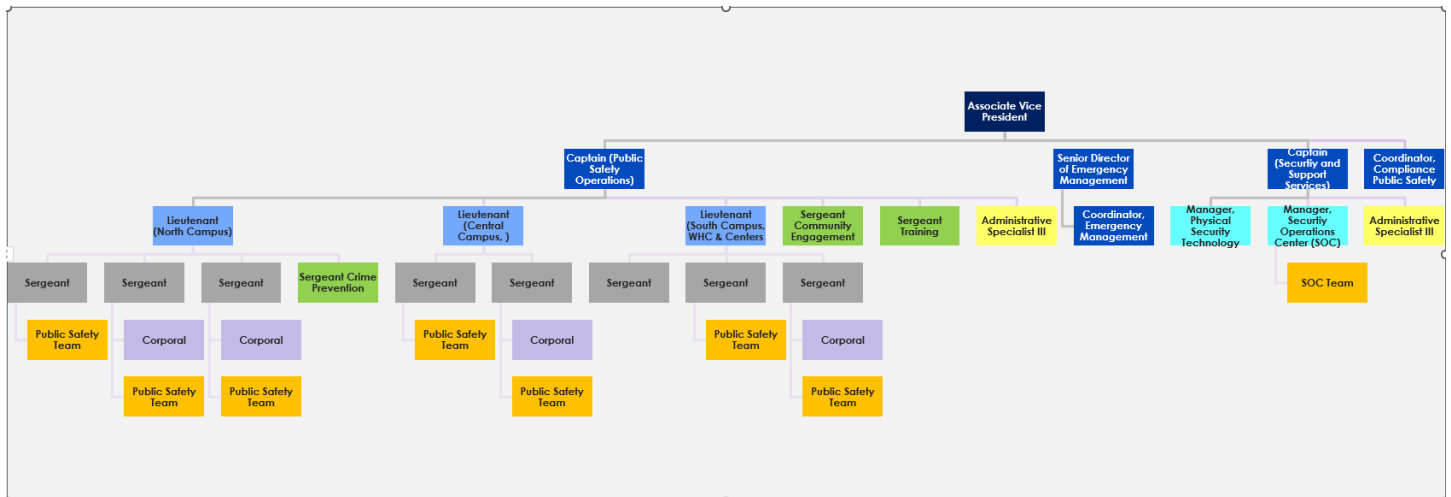 Associate Vice
President
Captain (Public
Safety
Operations)
Senior Director
of Emergency
Management
Captain
(Securtiy and
Support
Services)
Coordinator,
Compliance
Public Safety
Lieutenant
(North Campus)
Lieutenant
(Central
Campus, )
Lieutenant
(South Campus,
WHC & Centers
Sergeant
Community
Engagement
Sergeant
Training
Administrative
Specialist III
Coordinator,
Emergency
Management
Manager,
Physical
Security
Technology
Manager,
Security
Operations
Center (SOC)
Administrative
Specialist III
Sergeant
Sergeant
Sergeant
Sergeant Crime
Prevention
Sergeant
Sergeant
Sergeant
Sergeant
Sergeant
SOC Team
Public Safety
Team
Corporal
Corporal
Public Safety
Team
Corporal
Public Safety
Team
Corporal
Public Safety
Team
Public Safety
Team
Public Safety
Team
Public Safety
Team